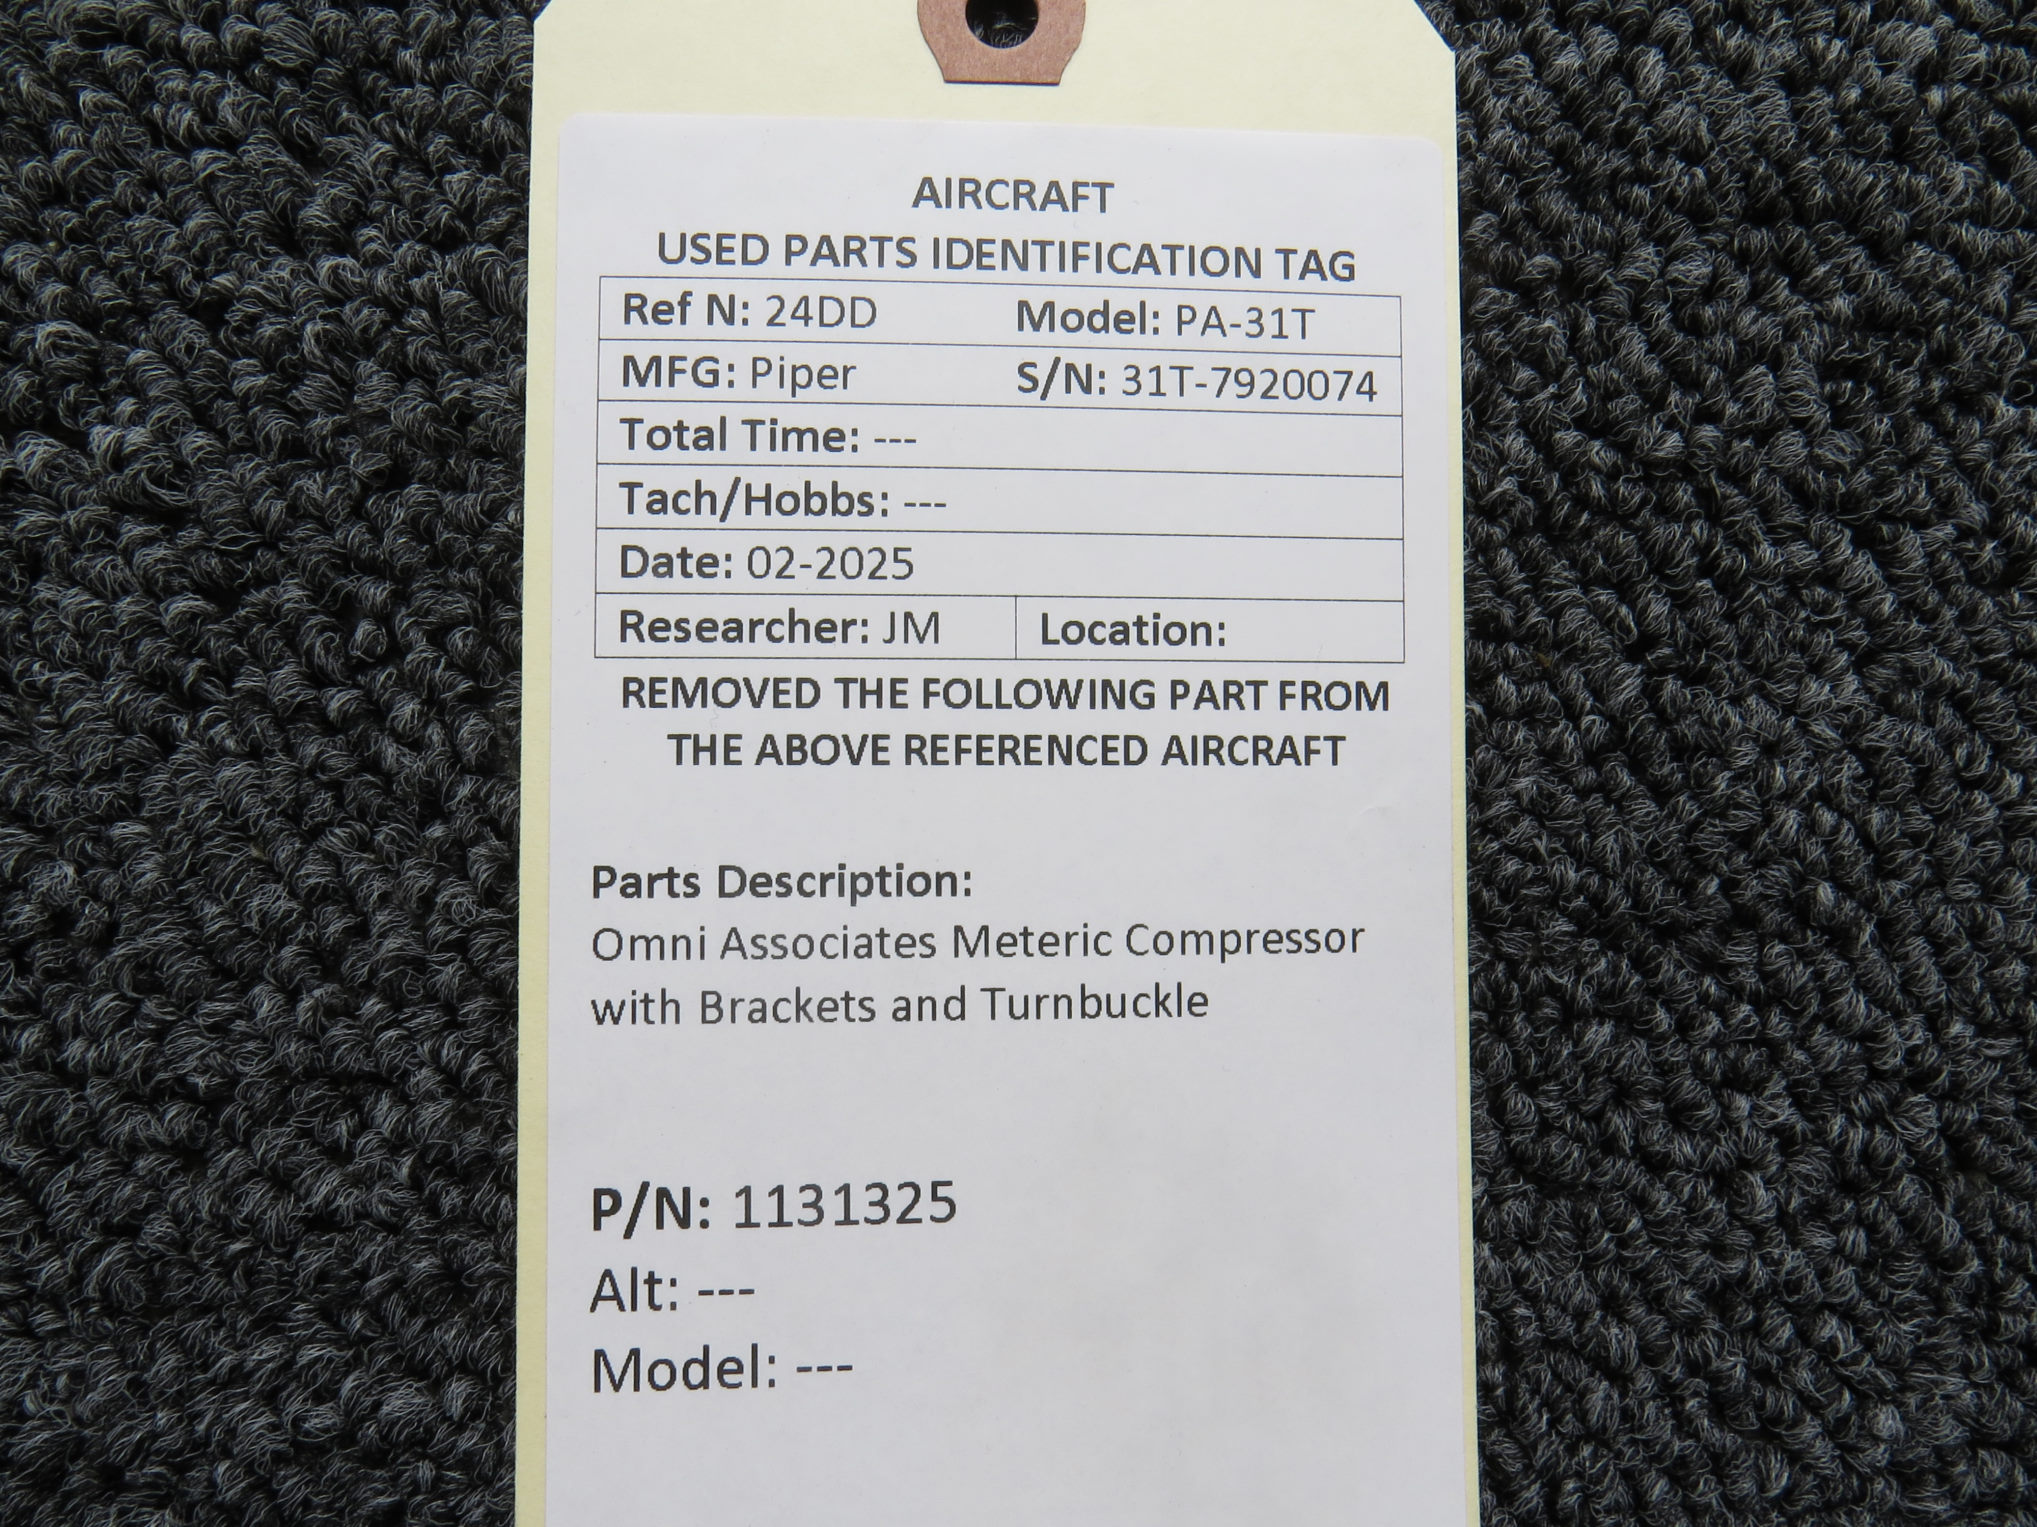 AIRCRAFT
USED PARTS IDENTIFICATION TAG
Ref N: 24DD Model: PA-31T
MFG: Piper S/N: 31T-7920074
Total Time: ---
Tach/Hobbs: ---
Date: 02-2025
Researcher: JM Location:
REMOVED THE FOLLOWING PART FROM
THE ABOVE REFERENCED AIRCRAFT
Parts Description:
Omni Associates Meteric Compressor
with Brackets and Turnbuckle
P/N: 1131325
Alt: ---
Model: ---